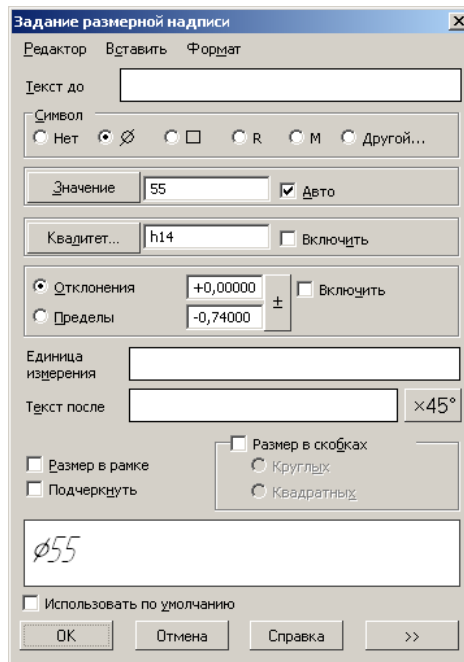 Задание размерной надписи
Редактор Вставить Формат
Текст до
Символ
Нет Ø □ R M Другой...
Значение 55 Авто
Квалитет... h14 Включить
Отклонения +0,00000 ± Включить
Пределы -0,74000
Единица
измерения
Текст после ×45°
Размер в скобках
Размер в рамке Круглых
Подчеркнуть Квадратных
Ø55
Использовать по умолчанию
OK Отмена Справка >>